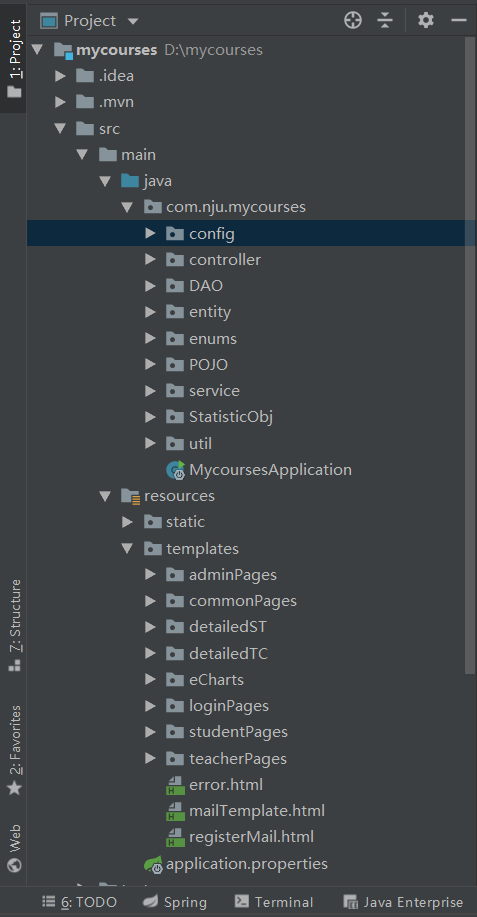 Project
1: Project
mycourses D:\mycourses
.idea
.mvn
src
main
java
com.nju.mycourses
config
controller
DAO
entity
enums
POJO
service
StatisticObj
util
MycoursesApplication
resources
static
templates
adminPages
commonPages
detailedST
detailedTC
eCharts
loginPages
studentPages
teacherPages
error.html
mailTemplate.html
registerMail.html
application.properties
7: Structure
2: Favorites
Web
6: TODO Spring Terminal Java Enterprise